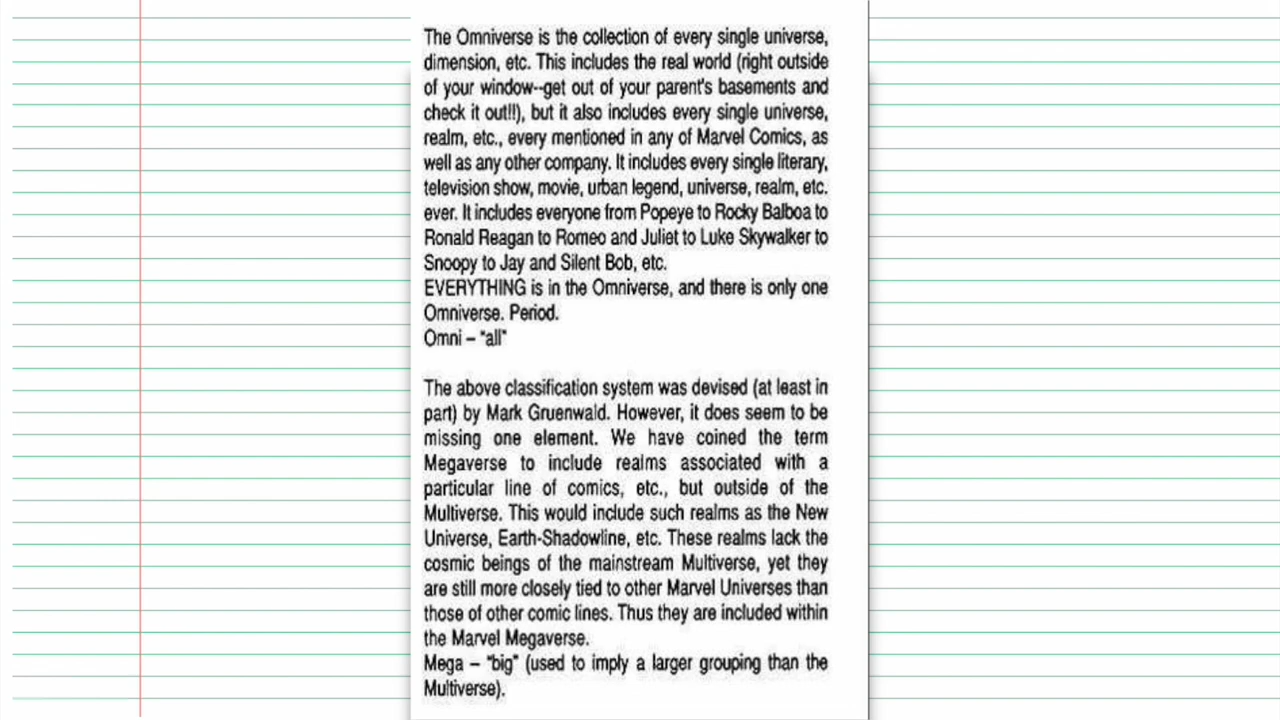 The Omniverse is the collection of every single universe,
dimension, etc. This includes the real world (right outside
of your window--get out of your parent's basements and
check it out!!), but it also includes every single universe,
realm, etc., every mentioned in any of Marvel Comics, as
well as any other company. It includes every single literary,
television show, movie, urban legend, universe, realm, etc.
ever. It includes everyone from Popeye to Rocky Balboa to
Ronald Reagan to Romeo and Juliet to Luke Skywalker to
Snoopy to Jay and Silent Bob, etc.
EVERYTHING is in the Omniverse, and there is only one
Omniverse. Period.
Omni – "all"
The above classification system was devised (at least in
part) by Mark Gruenwald. However, it does seem to be
missing one element. We have coined the term
Megaverse to include realms associated with a
particular line of comics, etc., but outside of the
Multiverse. This would include such realms as the New
Universe, Earth-Shadowline, etc. These realms lack the
cosmic beings of the mainstream Multiverse, yet they
are still more closely tied to other Marvel Universes than
those of other comic lines. Thus they are included within
the Marvel Megaverse.
Mega – "big" (used to imply a larger grouping than the
Multiverse).